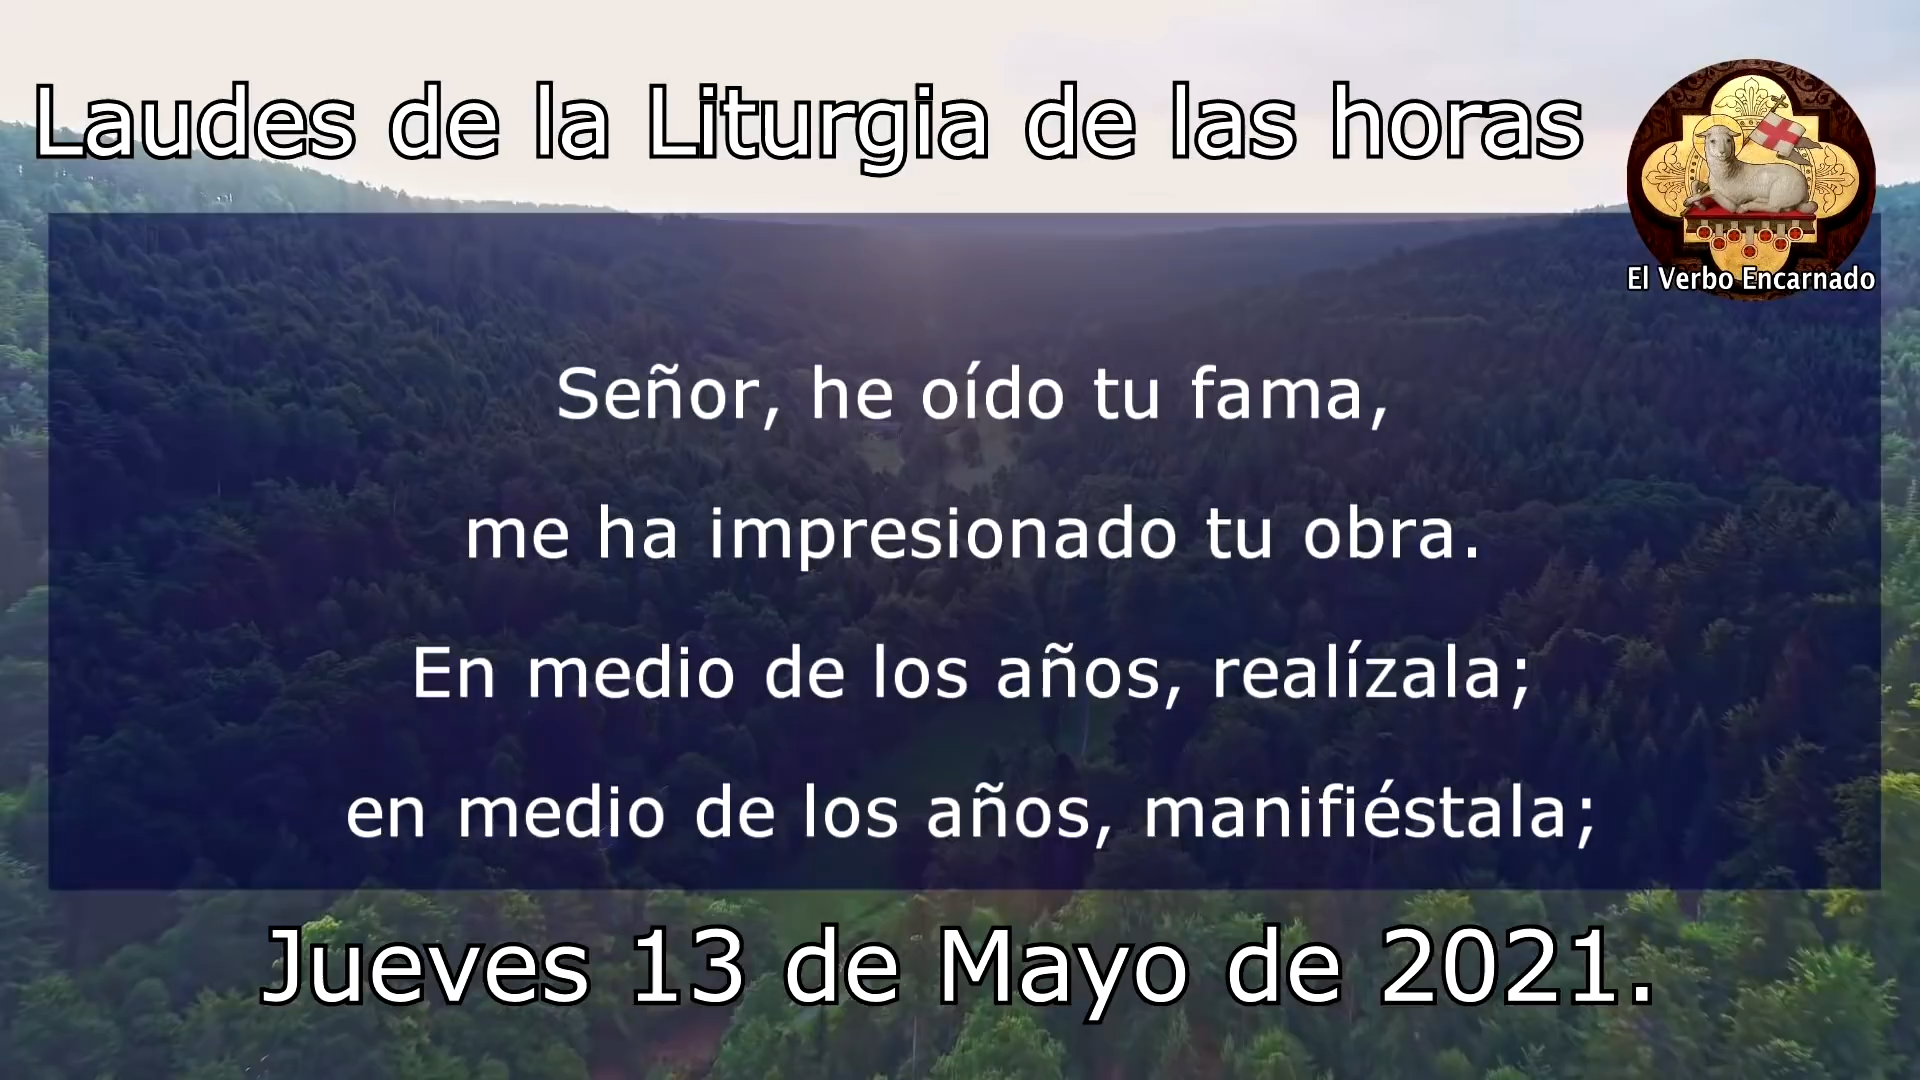 Laudes de la Liturgia de las horas
El Verbo Encarnado
Señor, he oído tu fama,
me ha impresionado tu obra.
En medio de los años, realízala;
en medio de los años, manifiéstala;
Jueves 13 de Mayo de 2021.